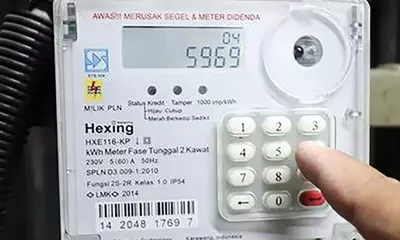 AWAS!!! MERUSAK SEGEL & METER DIDENDA
04
5969
Status Kredit Tamper 1000 imp/kWh
Hijau: Cukup
Merah Berkedip: Sedikit
MILIK PLN
Hexing
HXE116-KP
kWh Meter Fase Tunggal 2 Kawat
230V 5(60)A 50Hz
SPLN D3.009-1:2010
Fungsi 2S-2R Kelas 1.0 IP54
LMK 2014
14 2048 1769 7
Karawang, Indonesia
1 2 3
4 5
7 8
0